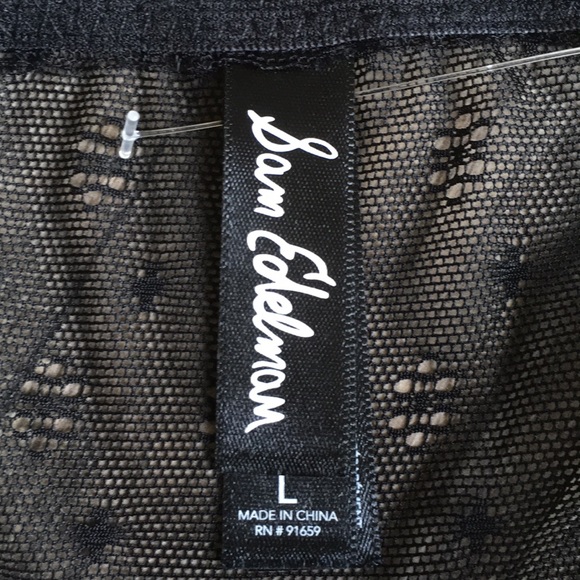 Sam Edelman
L
MADE IN CHINA
RN # 91659